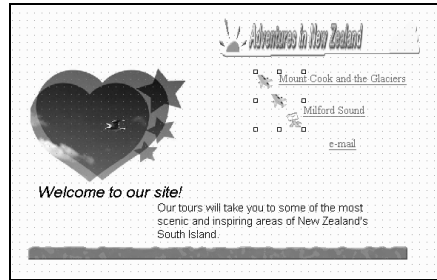 Adventures in New Zealand
Mount Cook and the Glaciers
Milford Sound
e-mail
Welcome to our site!
Our tours will take you to some of the most
scenic and inspiring areas of New Zealand's
South Island.